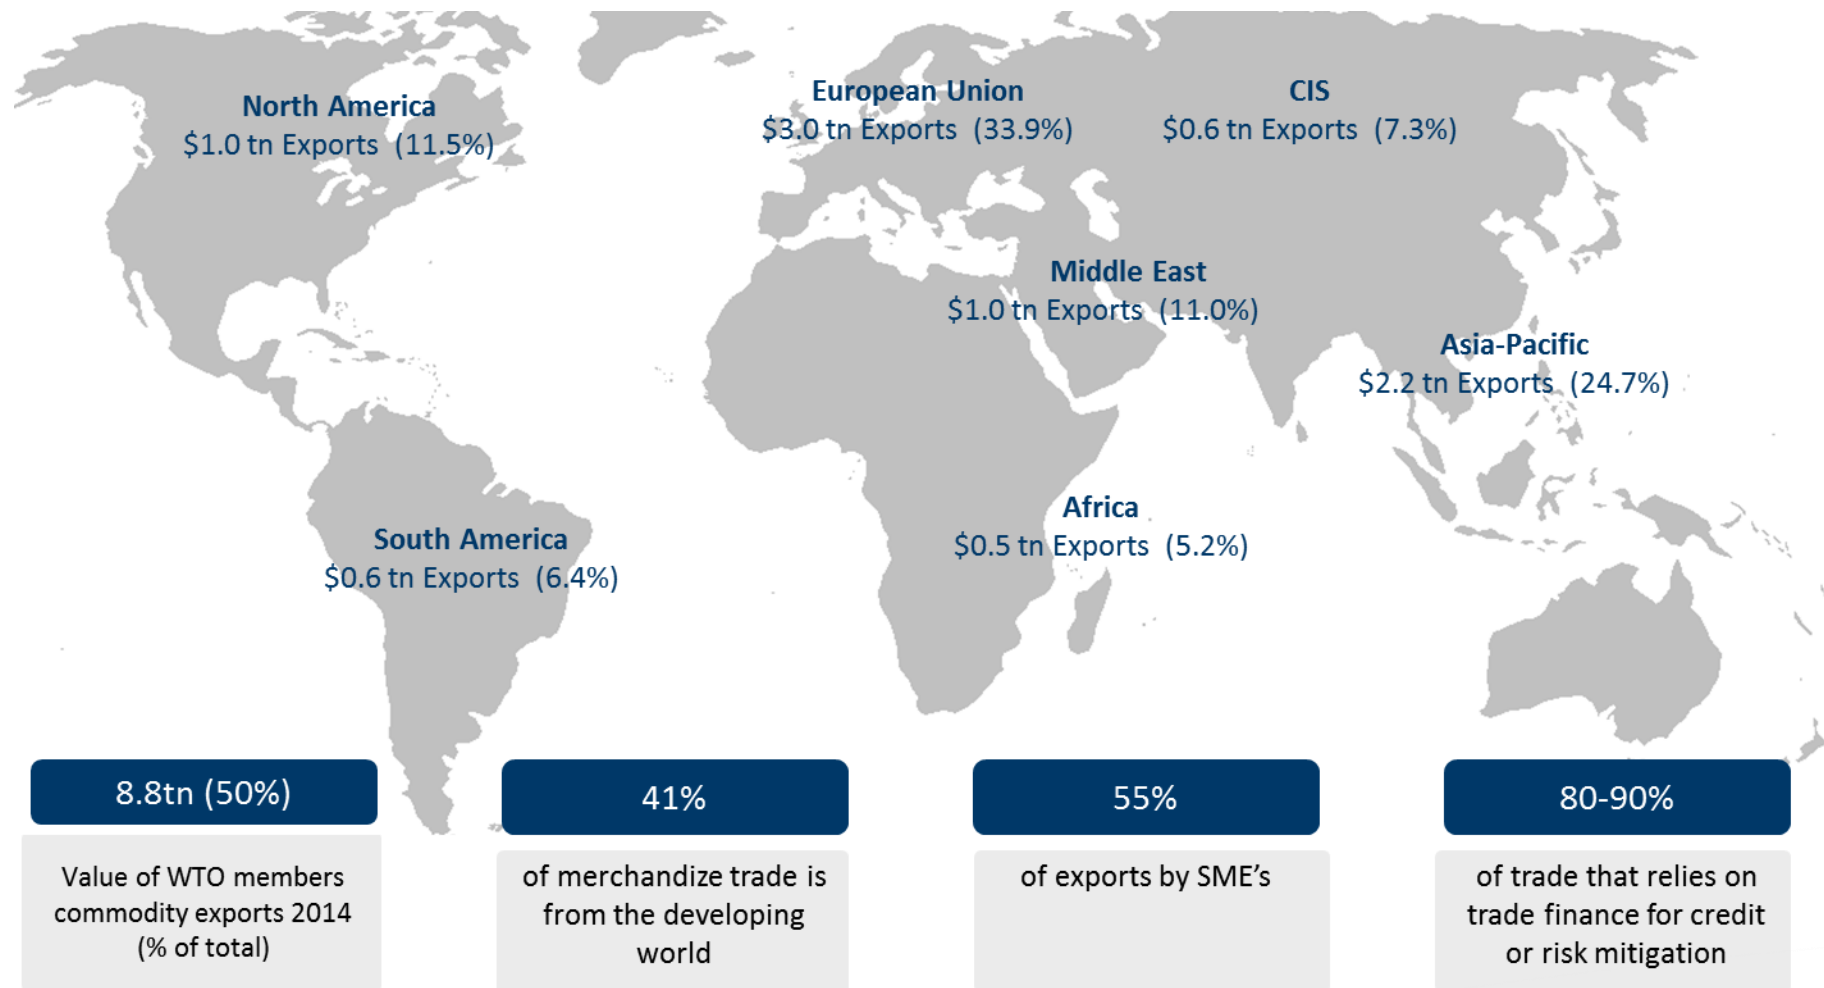 North America
$1.0 tn Exports (11.5%)
European Union
$3.0 tn Exports (33.9%)
CIS
$0.6 tn Exports (7.3%)
Middle East
$1.0 tn Exports (11.0%)
Asia-Pacific
$2.2 tn Exports (24.7%)
Africa
$0.5 tn Exports (5.2%)
South America
$0.6 tn Exports (6.4%)
8.8tn (50%)
Value of WTO members
commodity exports 2014
(% of total)
41%
of merchandize trade is
from the developing
world
55%
of exports by SME’s
80-90%
of trade that relies on
trade finance for credit
or risk mitigation